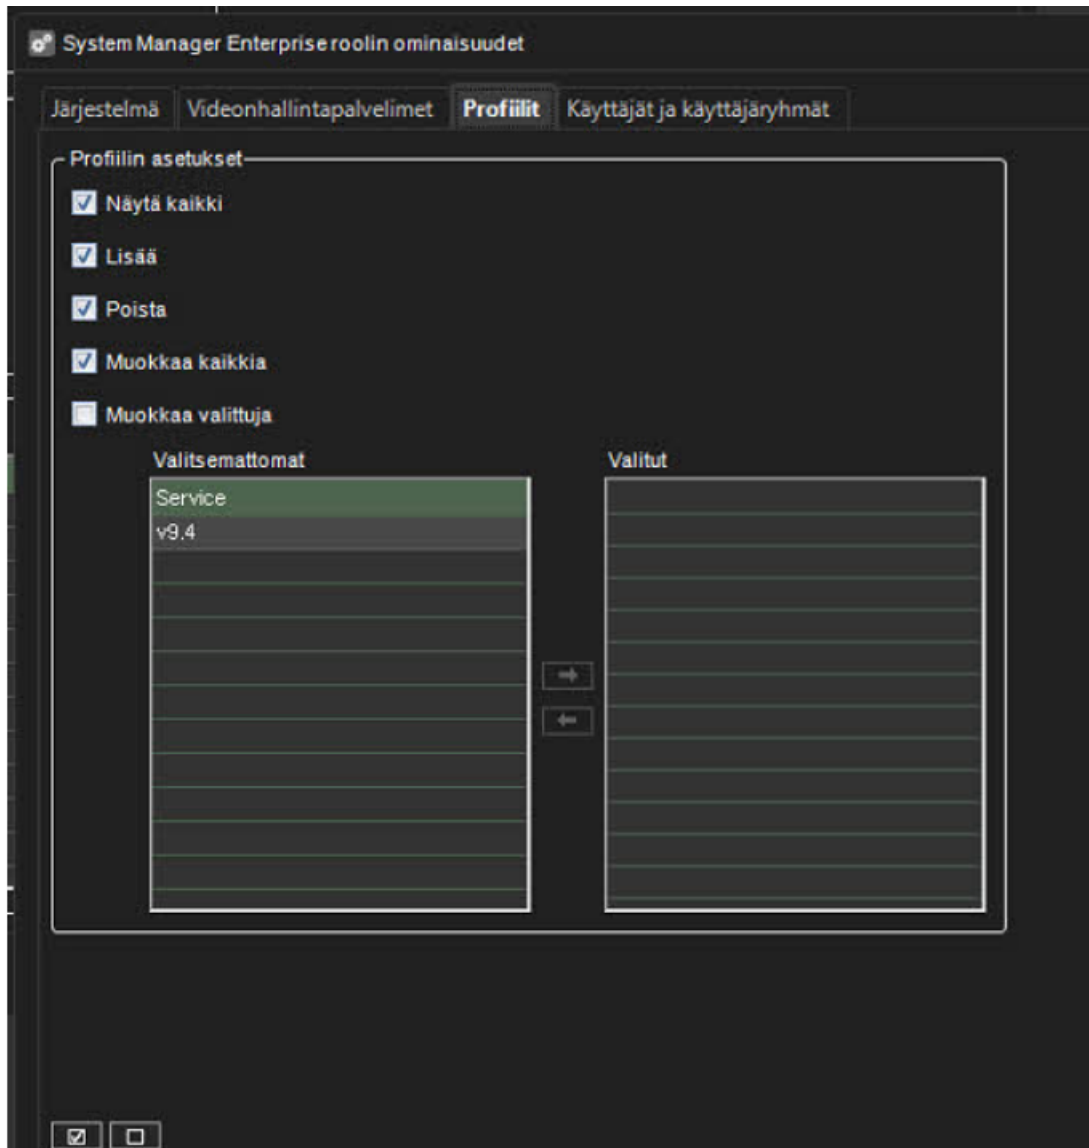 System Manager Enterprise roolin ominaisuudet
Järjestelmä Videonhallintapalvelimet Profiilit Käyttäjät ja käyttäjäryhmät
Profiilin asetukset
Näytä kaikki
Lisää
Poista
Muokkaa kaikkia
Muokkaa valittuja
Valitsemattomat Valitut
Service
v9.4